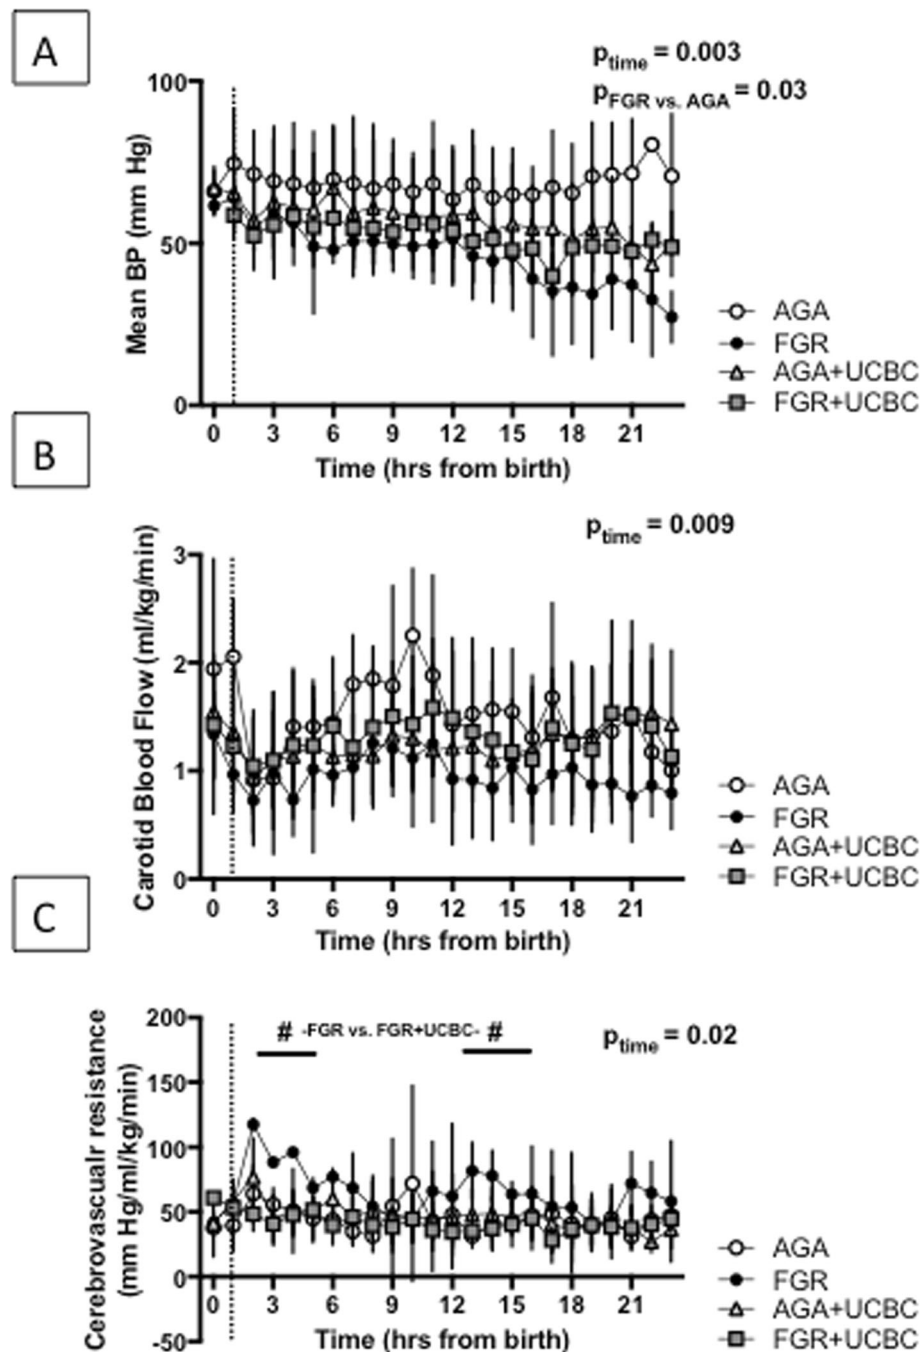 A
p time = 0.003
p FGR vs. AGA = 0.03
Mean BP (mm Hg)
100
50
0
0 3 6 9 12 15 18 21
Time (hrs from birth)
AGA
FGR
AGA+UCBC
FGR+UCBC
B
p time = 0.009
Carotid Blood Flow (ml/kg/min)
3
2
1
0
0 3 6 9 12 15 18 21
Time (hrs from birth)
AGA
FGR
AGA+UCBC
FGR+UCBC
C
Cerebrovascualr resistance
(mm Hg/ml/kg/min)
200
150
100
50
0
-50
# -FGR vs. FGR+UCBC- #
p time = 0.02
0 3 6 9 12 15 18 21
Time (hrs from birth)
AGA
FGR
AGA+UCBC
FGR+UCBC